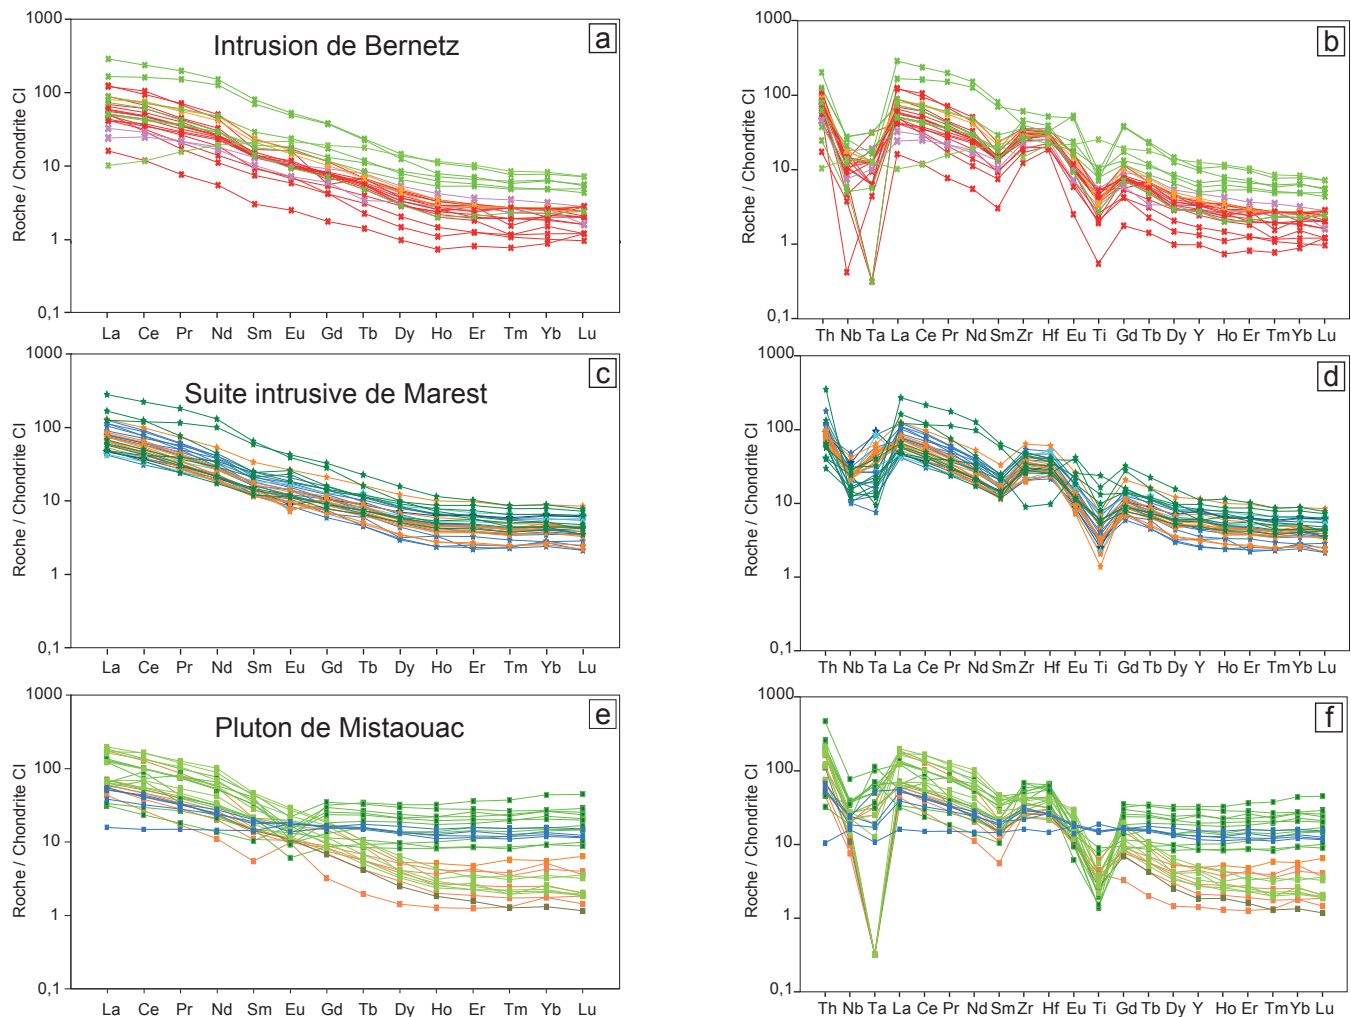 Intrusion de Bernetz
a
Roche / Chondrite CI
1000
100
10
1
0,1
La Ce Pr Nd Sm Eu Gd Tb Dy Ho Er Tm Yb Lu
b
Roche / Chondrite CI
1000
100
10
1
0,1
Th Nb Ta La Ce Pr Nd Sm Zr Hf Eu Ti Gd Tb Dy Y Ho Er Tm Yb Lu
Suite intrusive de Marest
c
Roche / Chondrite CI
1000
100
10
1
0,1
La Ce Pr Nd Sm Eu Gd Tb Dy Ho Er Tm Yb Lu
d
Roche / Chondrite CI
1000
100
10
1
0,1
Th Nb Ta La Ce Pr Nd Sm Zr Hf Eu Ti Gd Tb Dy Y Ho Er Tm Yb Lu
Pluton de Mistaouac
e
Roche / Chondrite CI
1000
100
10
1
0,1
La Ce Pr Nd Sm Eu Gd Tb Dy Ho Er Tm Yb Lu
f
Roche / Chondrite CI
1000
100
10
1
0,1
Th Nb Ta La Ce Pr Nd Sm Zr Hf Eu Ti Gd Tb Dy Y Ho Er Tm Yb Lu